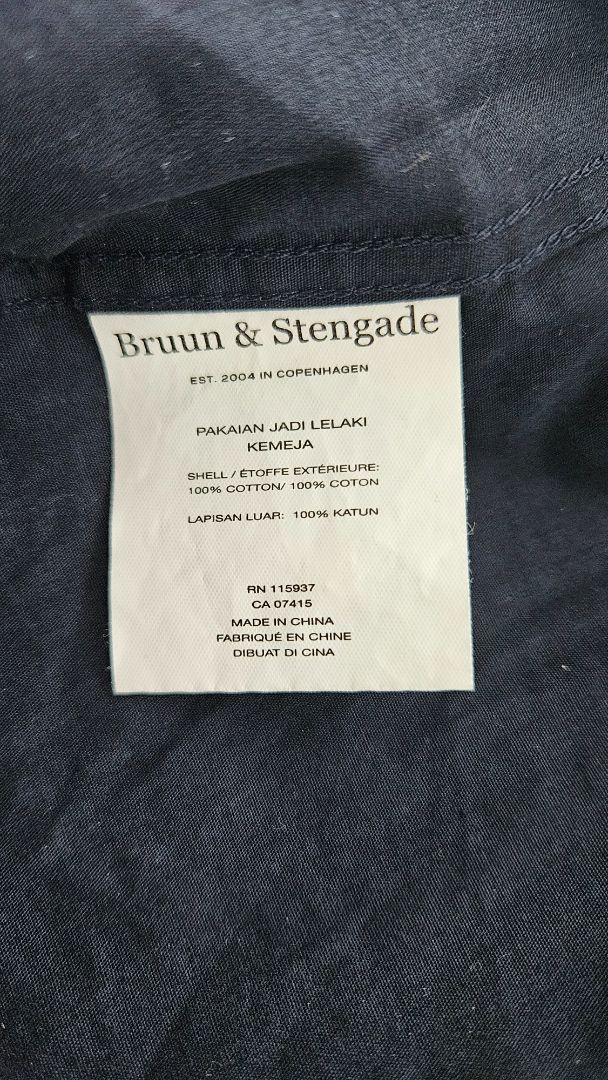 Bruun & Stengade
EST. 2004 IN COPENHAGEN
PAKAIAN JADI LELAKI
KEMEJA
SHELL / ÉTOFFE EXTÉRIEURE:
100% COTTON/ 100% COTON
LAPISAN LUAR: 100% KATUN
RN 115937
CA 07415
MADE IN CHINA
FABRIQUÉ EN CHINE
DIBUAT DI CINA